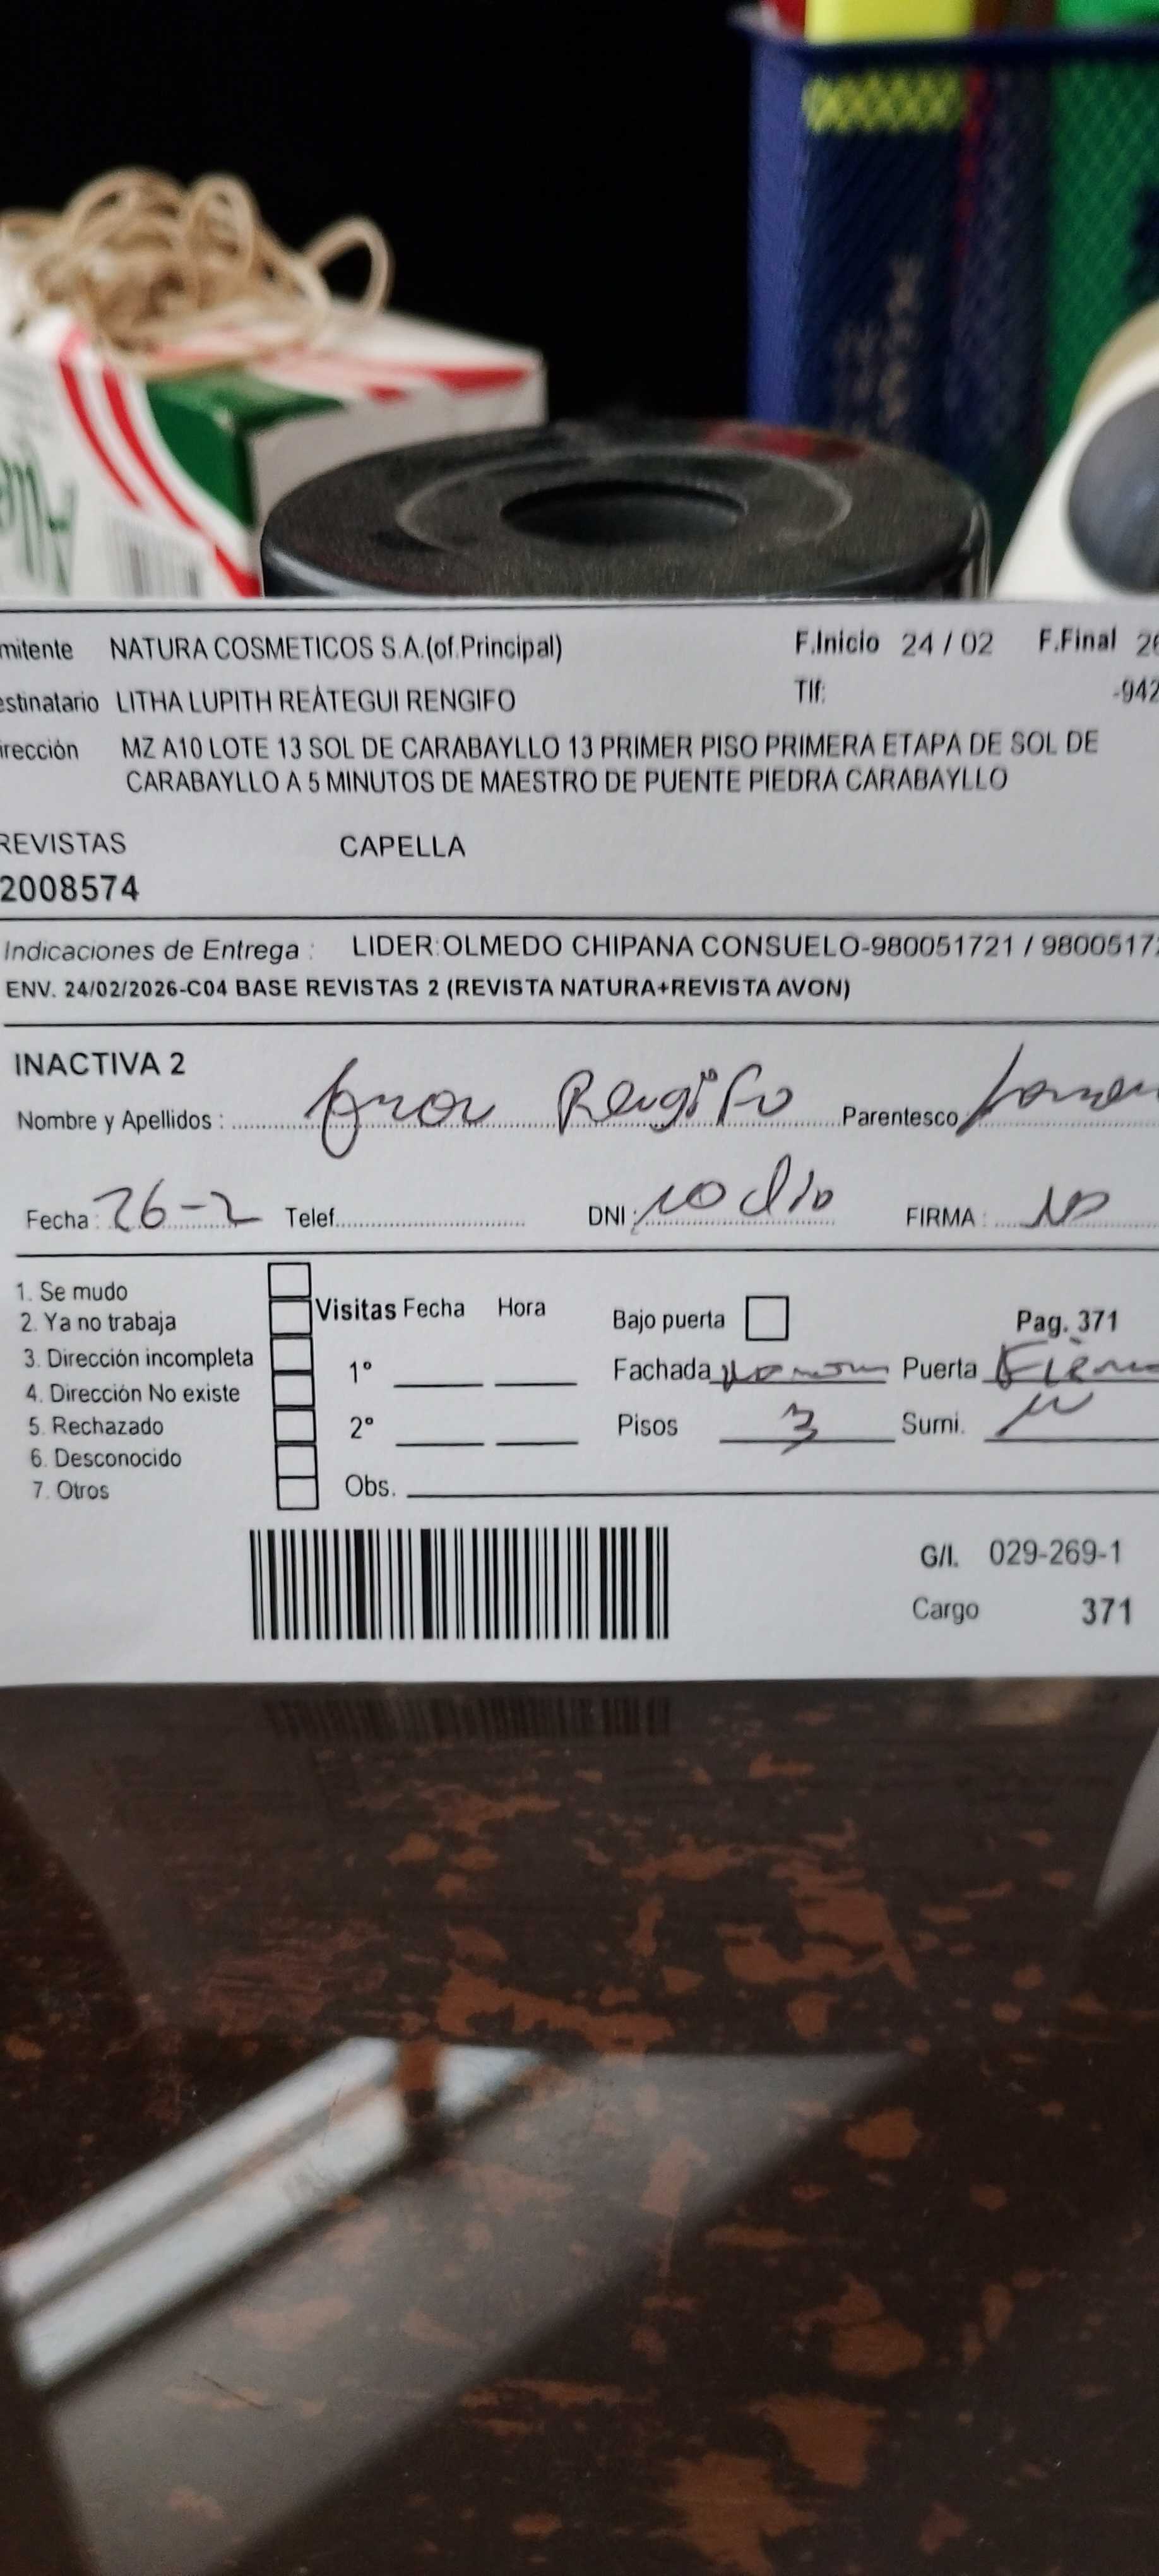 mitente NATURA COSMETICOS S.A.(of.Principal) F.Inicio 24 / 02 F.Final 26
estinatario LITHA LUPITH REÁTEGUI RENGIFO Tlf: -942
irección MZ A10 LOTE 13 SOL DE CARABAYLLO 13 PRIMER PISO PRIMERA ETAPA DE SOL DE
CARABAYLLO A 5 MINUTOS DE MAESTRO DE PUENTE PIEDRA CARABAYLLO
REVISTAS CAPELLA
2008574
Indicaciones de Entrega : LIDER:OLMEDO CHIPANA CONSUELO-980051721 / 98005172
ENV. 24/02/2026-C04 BASE REVISTAS 2 (REVISTA NATURA+REVISTA AVON)
INACTIVA 2
Nombre y Apellidos : Rengifo Parentesco
Fecha : 26-2 Telef. DNI : no dio FIRMA : no
1. Se mudo
2. Ya no trabaja Visitas Fecha Hora Bajo puerta Pag. 371
3. Dirección incompleta 1° Fachada Puerta
4. Dirección No existe
5. Rechazado 2° Pisos 3 Sumi.
6. Desconocido
7. Otros Obs.
G/I. 029-269-1
Cargo 371